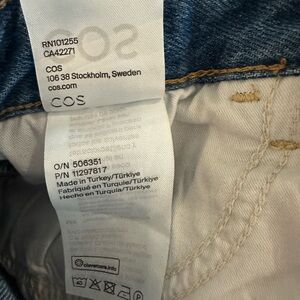 RN101255
CA42271
COS
106 38 Stockholm, Sweden
cos.com
COS
O/N 506351
P/N 11297817
Made in Turkey/Türkiye
Fabriqué en Turquie/Türkiye
Hecho en Turquía/Türkiye
clevercare.info